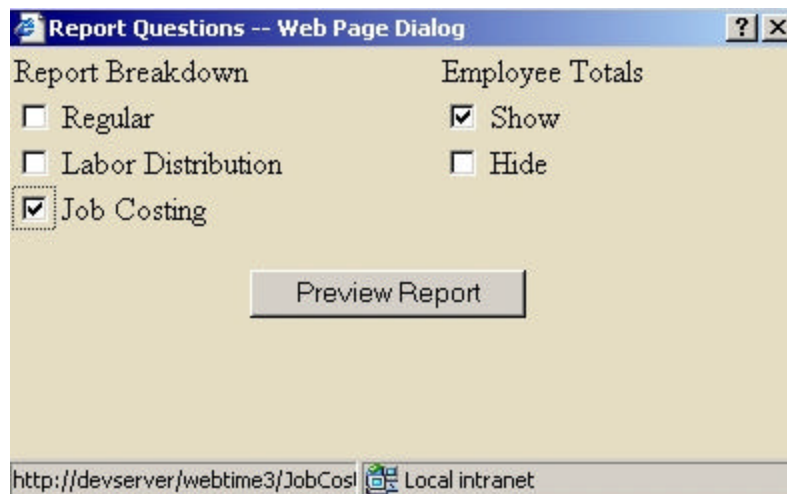 Report Questions -- Web Page Dialog
Report Breakdown
Employee Totals
Regular
Show
Labor Distribution
Hide
Job Costing
Preview Report
http://devserver/webtime3/JobCos
Local intranet